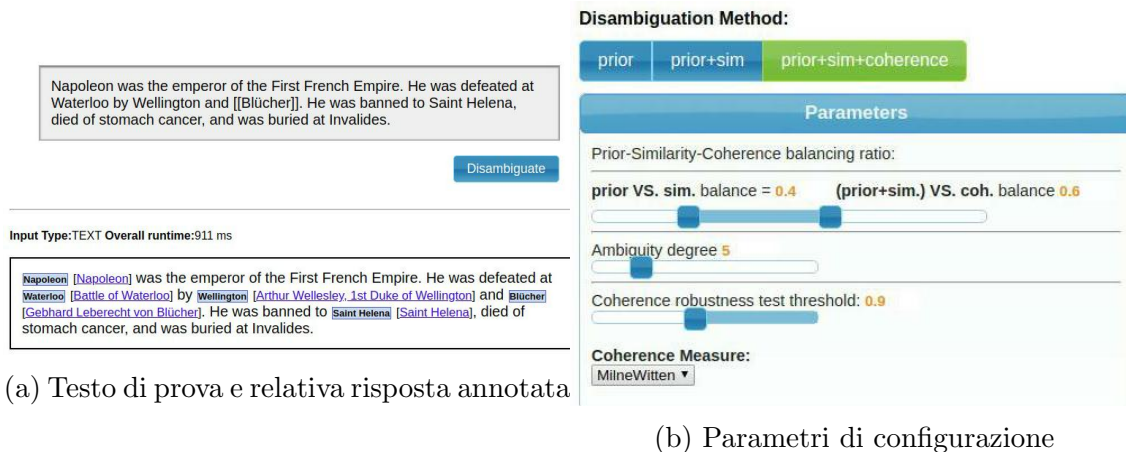 Napoleon was the emperor of the First French Empire. He was defeated at
Waterloo by Wellington and [[Blücher]]. He was banned to Saint Helena,
died of stomach cancer, and was buried at Invalides.
Disambiguate
Input Type:TEXT Overall runtime:911 ms
Napoleon [Napoleon] was the emperor of the First French Empire. He was defeated at
Waterloo [Battle of Waterloo] by Wellington [Arthur Wellesley, 1st Duke of Wellington] and Blücher
[Gebhard Leberecht von Blücher]. He was banned to Saint Helena [Saint Helena], died of
stomach cancer, and was buried at Invalides.
(a) Testo di prova e relativa risposta annotata
Disambiguation Method:
prior prior+sim prior+sim+coherence
Parameters
Prior-Similarity-Coherence balancing ratio:
prior VS. sim. balance = 0.4 (prior+sim.) VS. coh. balance 0.6
Ambiguity degree 5
Coherence robustness test threshold: 0.9
Coherence Measure:
MilneWitten
(b) Parametri di configurazione